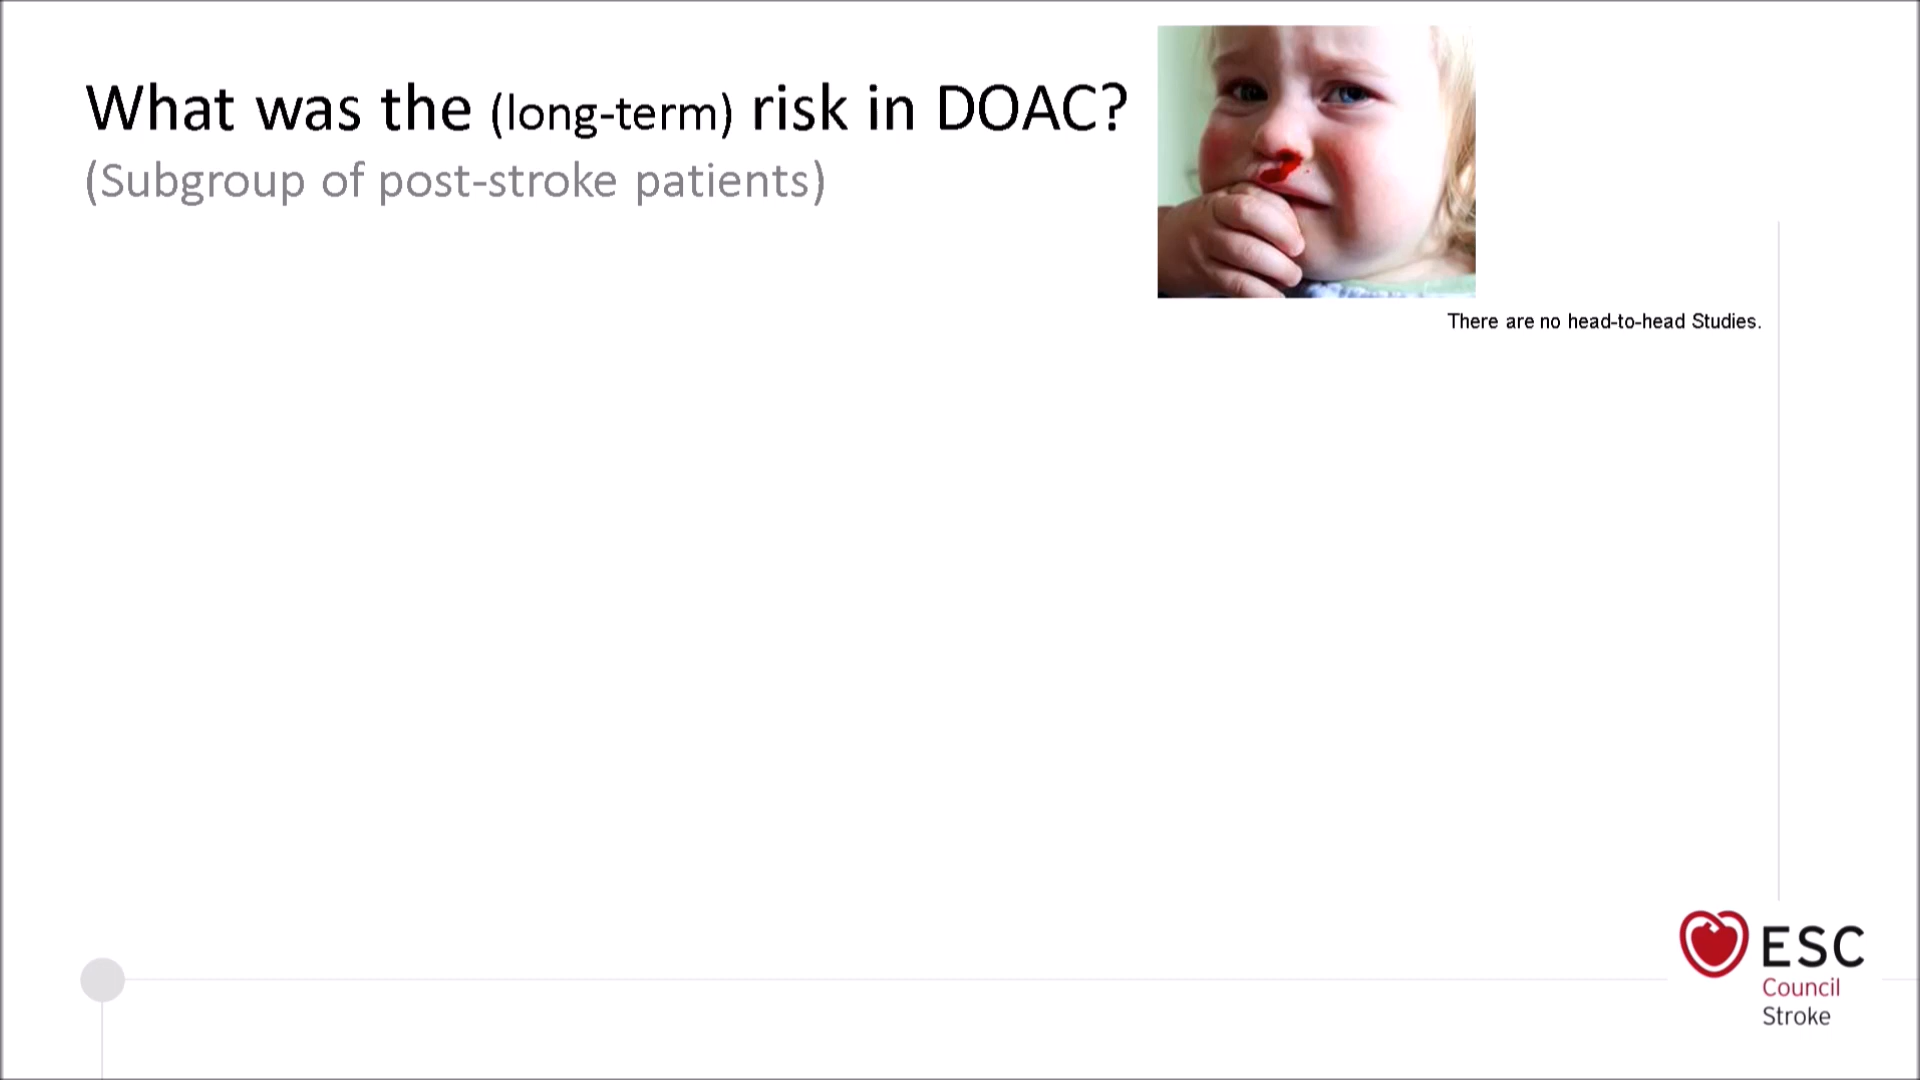 What was the (long-term) risk in DOAC?
(Subgroup of post-stroke patients)
There are no head-to-head Studies.
ESC
Council
Stroke